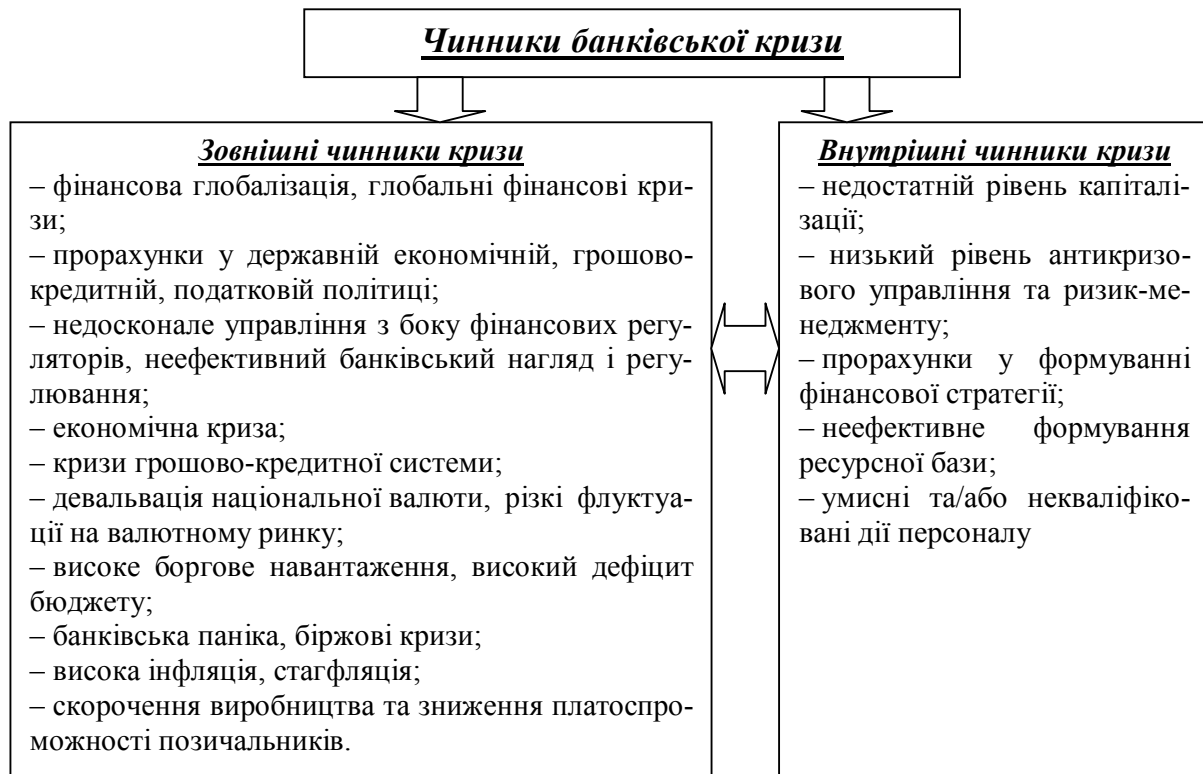 Чинники банківської кризи
Зовнішні чинники кризи
– фінансова глобалізація, глобальні фінансові кри-
зи;
– прорахунки у державній економічній, грошово-
кредитній, податковій політиці;
– недосконале управління з боку фінансових регу-
ляторів, неефективний банківський нагляд і регу-
лювання;
– економічна криза;
– кризи грошово-кредитної системи;
– девальвація національної валюти, різкі флуктуа-
ції на валютному ринку;
– високе боргове навантаження, високий дефіцит
бюджету;
– банківська паніка, біржові кризи;
– висока інфляція, стагфляція;
– скорочення виробництва та зниження платоспро-
можності позичальників.
Внутрішні чинники кризи
– недостатній рівень капіталі-
зації;
– низький рівень антикризо-
вого управління та ризик-ме-
неджменту;
– прорахунки у формуванні
фінансової стратегії;
– неефективне формування
ресурсної бази;
– умисні та/або некваліфіко-
вані дії персоналу